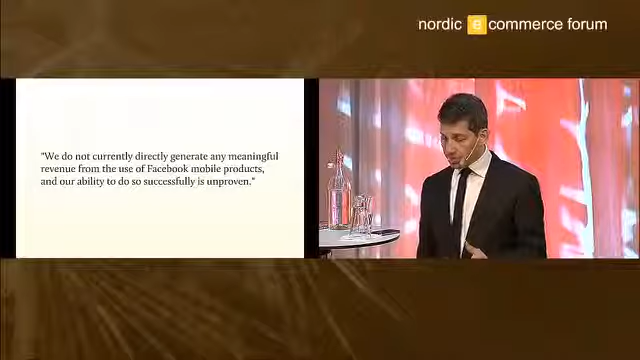 nordic e commerce forum
"We do not currently directly generate any meaningful
revenue from the use of Facebook mobile products,
and our ability to do so successfully is unproven."